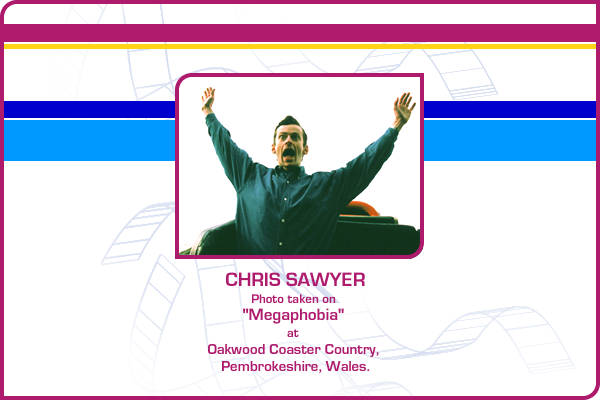 CHRIS SAWYER
Photo taken on
"Megaphobia"
at
Oakwood Coaster Country,
Pembrokeshire, Wales.